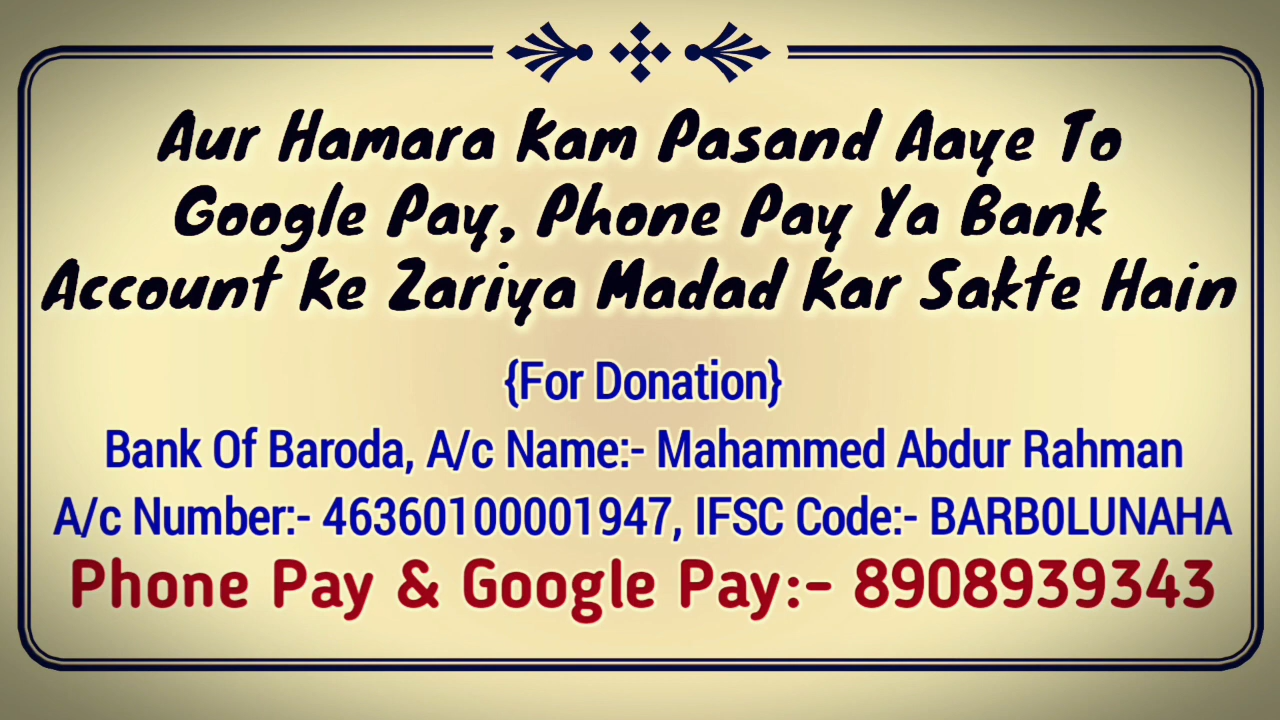 Aur Hamara Kam Pasand Aaye To
Google Pay, Phone Pay Ya Bank
Account Ke Zariya Madad Kar Sakte Hain
{For Donation}
Bank Of Baroda, A/c Name:- Mahammed Abdur Rahman
A/c Number:- 46360100001947, IFSC Code:- BARB0LUNAHA
Phone Pay & Google Pay:- 8908939343